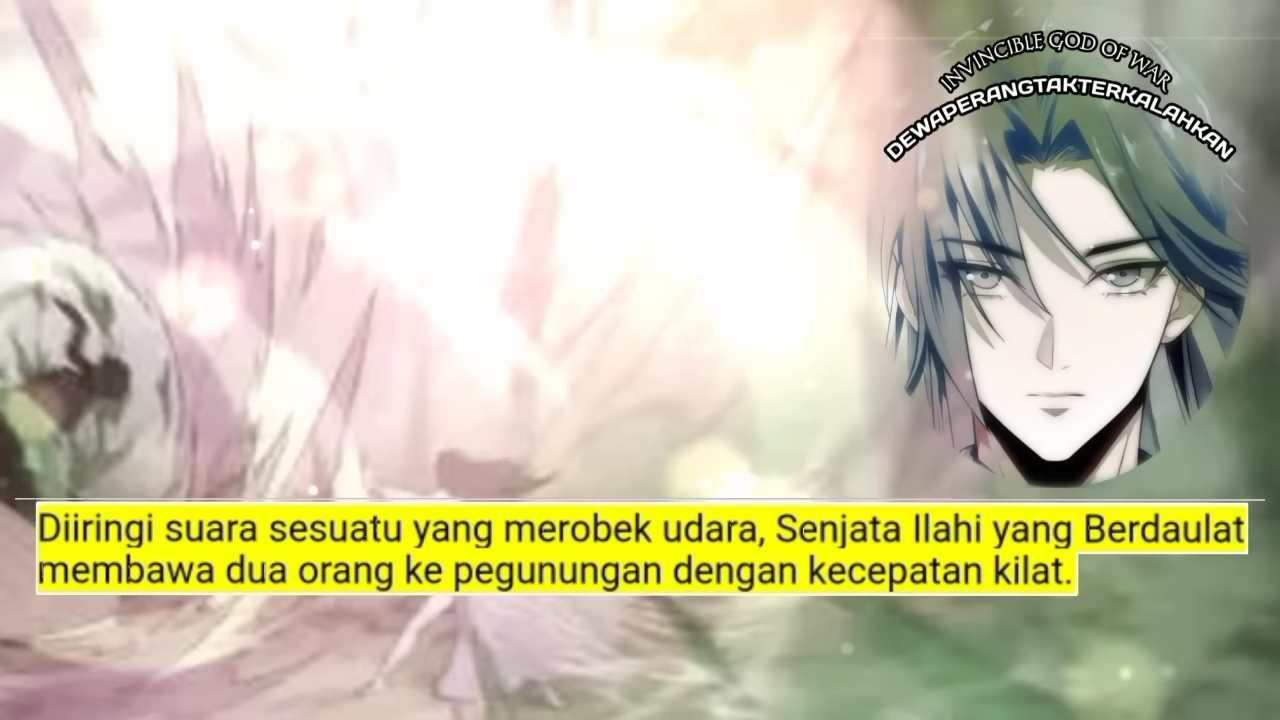 INVINCIBLE GOD OF WAR
DEWAPERANGTAKTERKALAHKAN
Diiringi suara sesuatu yang merobek udara, Senjata Ilahi yang Berdaulat
membawa dua orang ke pegunungan dengan kecepatan kilat.